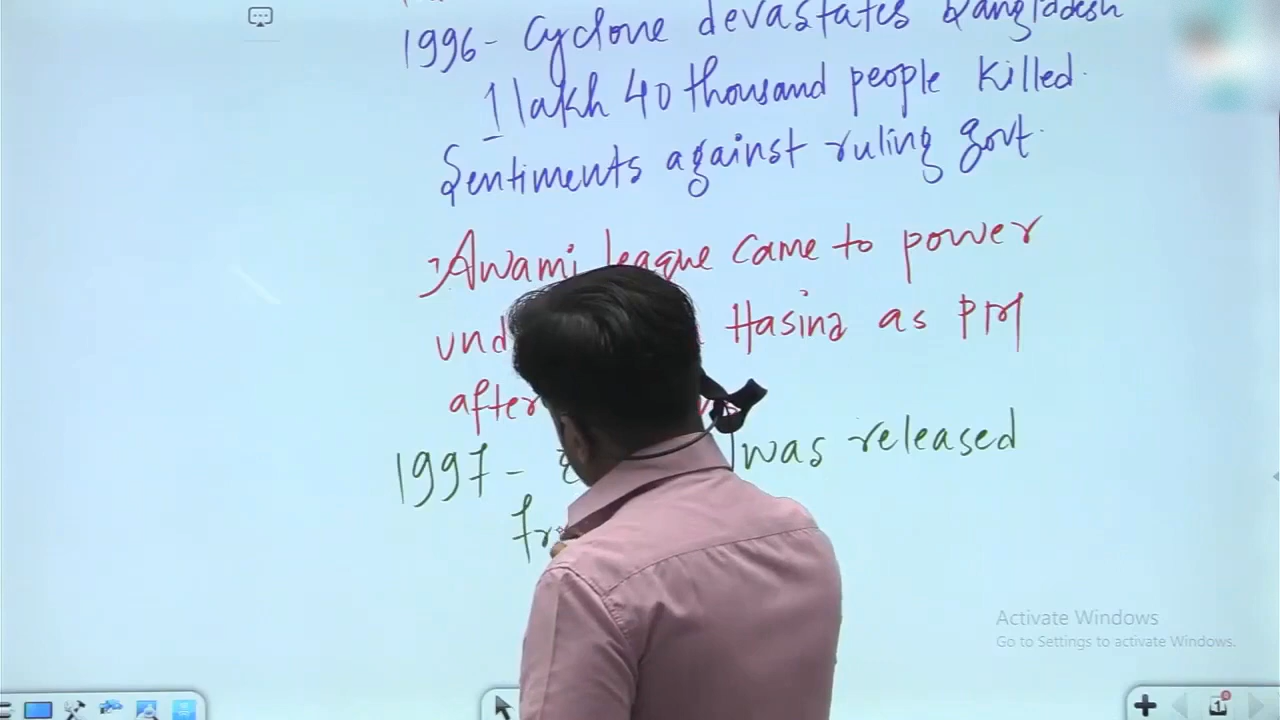 1996- Cyclone devastates Bangladesh
1 lakh 40 thousand people killed.
Sentiments against ruling govt.
Awami league came to power
und Hasina as PM
after
1997- was released
Activate Windows
Go to Settings to activate Windows.